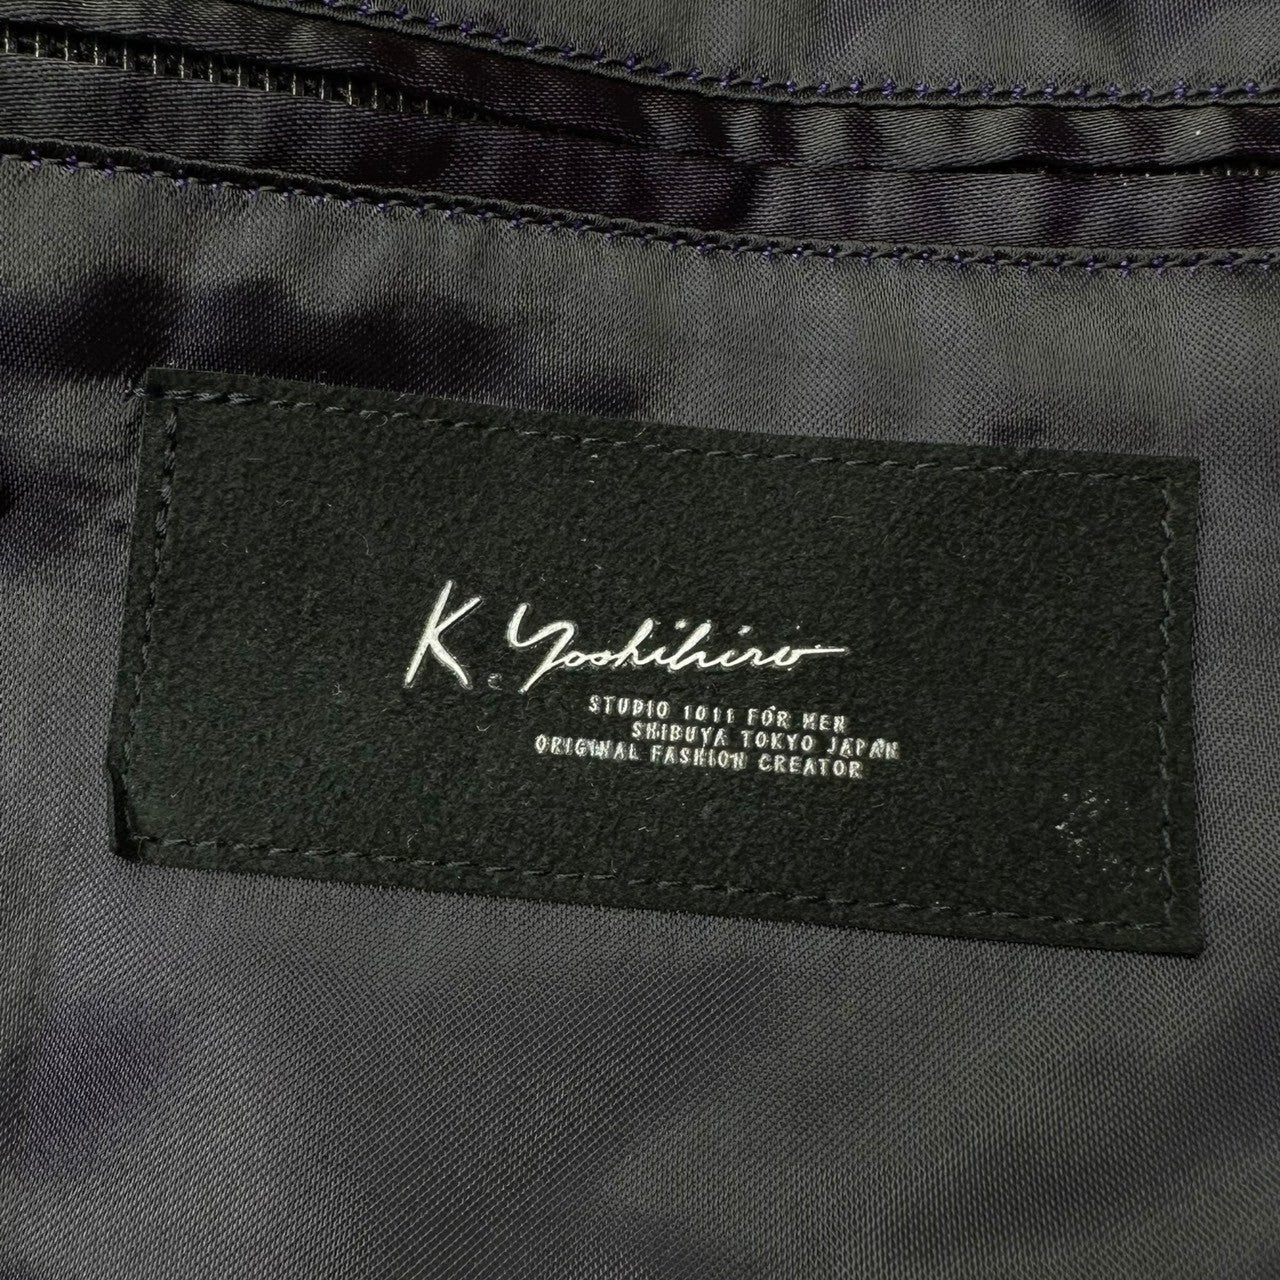 K. Yoshihiro
STUDIO 1011 FOR MEN
SHIBUYA TOKYO JAPAN
ORIGINAL FASHION CREATOR